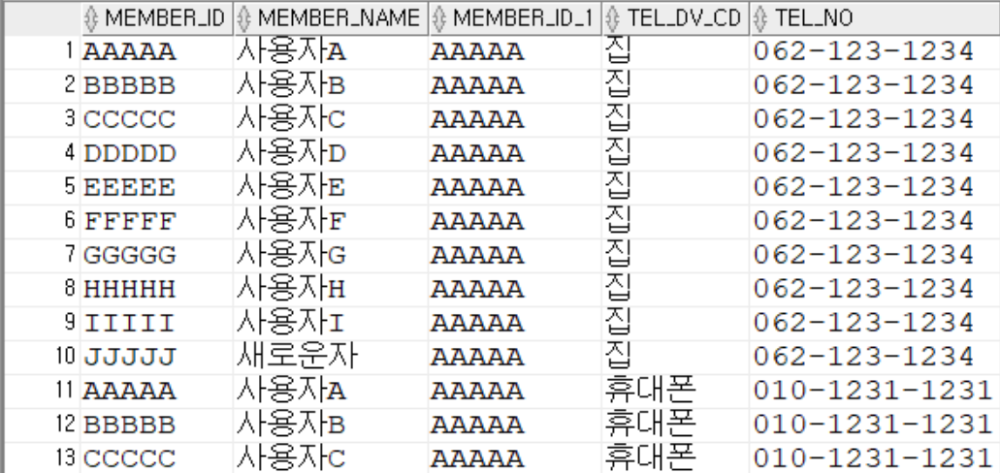 MEMBER_ID MEMBER_NAME MEMBER_ID_1 TEL_DV_CD TEL_NO
1 AAAAA 사용자A AAAAA 집 062-123-1234
2 BBBBB 사용자B AAAAA 집 062-123-1234
3 CCCCC 사용자C AAAAA 집 062-123-1234
4 DDDDD 사용자D AAAAA 집 062-123-1234
5 EEEEE 사용자E AAAAA 집 062-123-1234
6 FFFFF 사용자F AAAAA 집 062-123-1234
7 GGGGG 사용자G AAAAA 집 062-123-1234
8 HHHHH 사용자H AAAAA 집 062-123-1234
9 IIIII 사용자I AAAAA 집 062-123-1234
10 JJJJJ 새로운자 AAAAA 집 062-123-1234
11 AAAAA 사용자A AAAAA 휴대폰 010-1231-1231
12 BBBBB 사용자B AAAAA 휴대폰 010-1231-1231
13 CCCCC 사용자C AAAAA 휴대폰 010-1231-1231